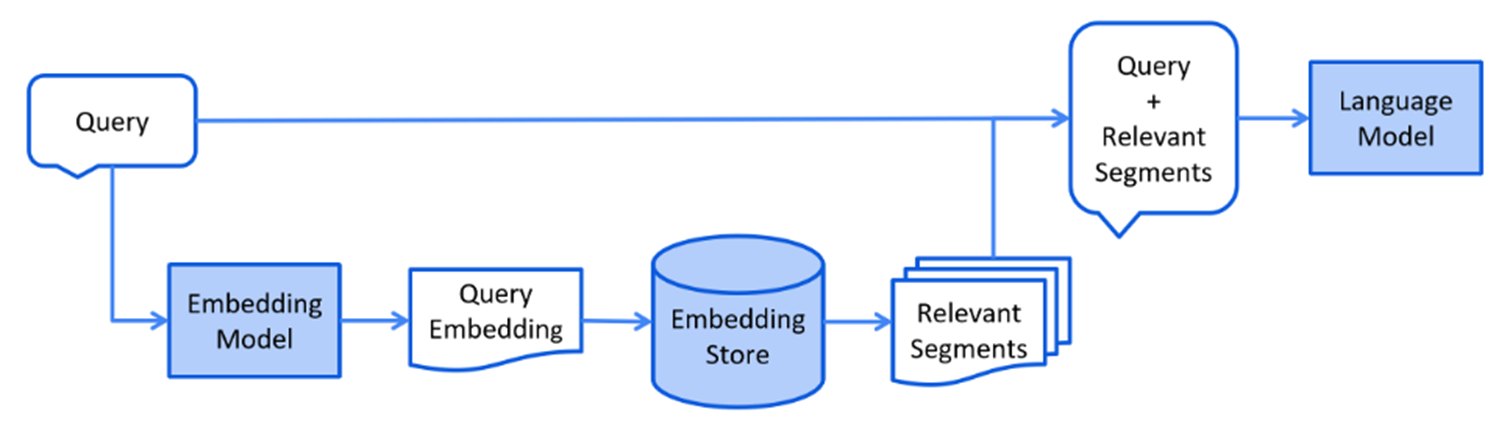 Query
Query
+
Relevant
Segments
Language
Model
Embedding
Model
Query
Embedding
Embedding
Store
Relevant
Segments